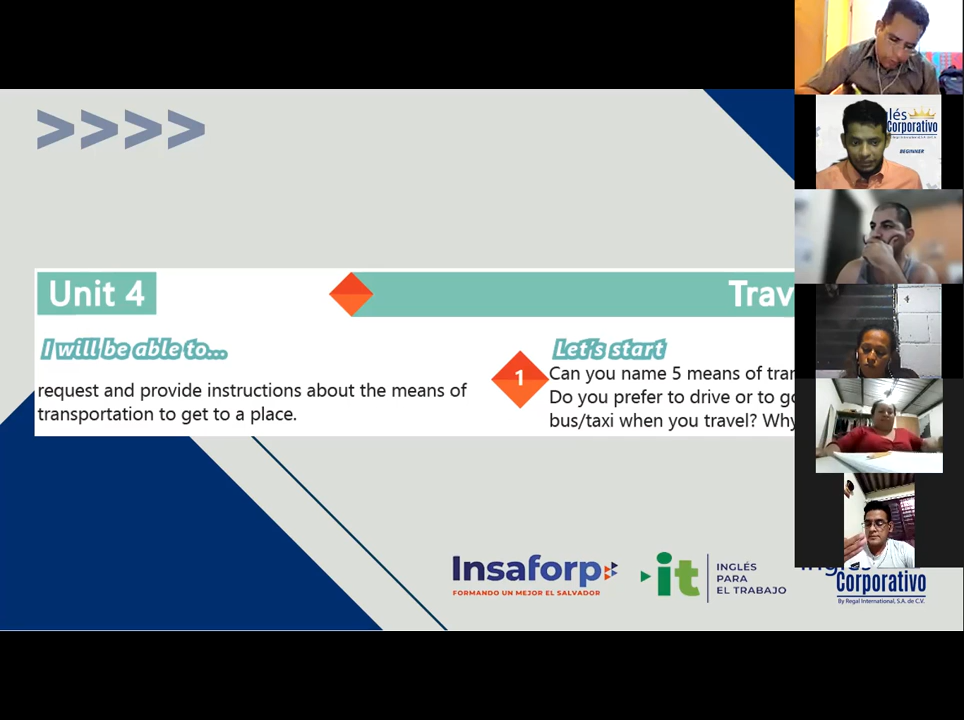 >>>>
Unit 4
Trav
I will be able to...
request and provide instructions about the means of
transportation to get to a place.
Let's start
1
Can you name 5 means of tran
Do you prefer to drive or to go
bus/taxi when you travel? Why
Insaforp
FORMANDO UN MEJOR EL SALVADOR
it
INGLÉS
PARA
EL TRABAJO
Corporativo
By Regal International, S.A. de C.V.
lés
Corporativo
BEGINNER